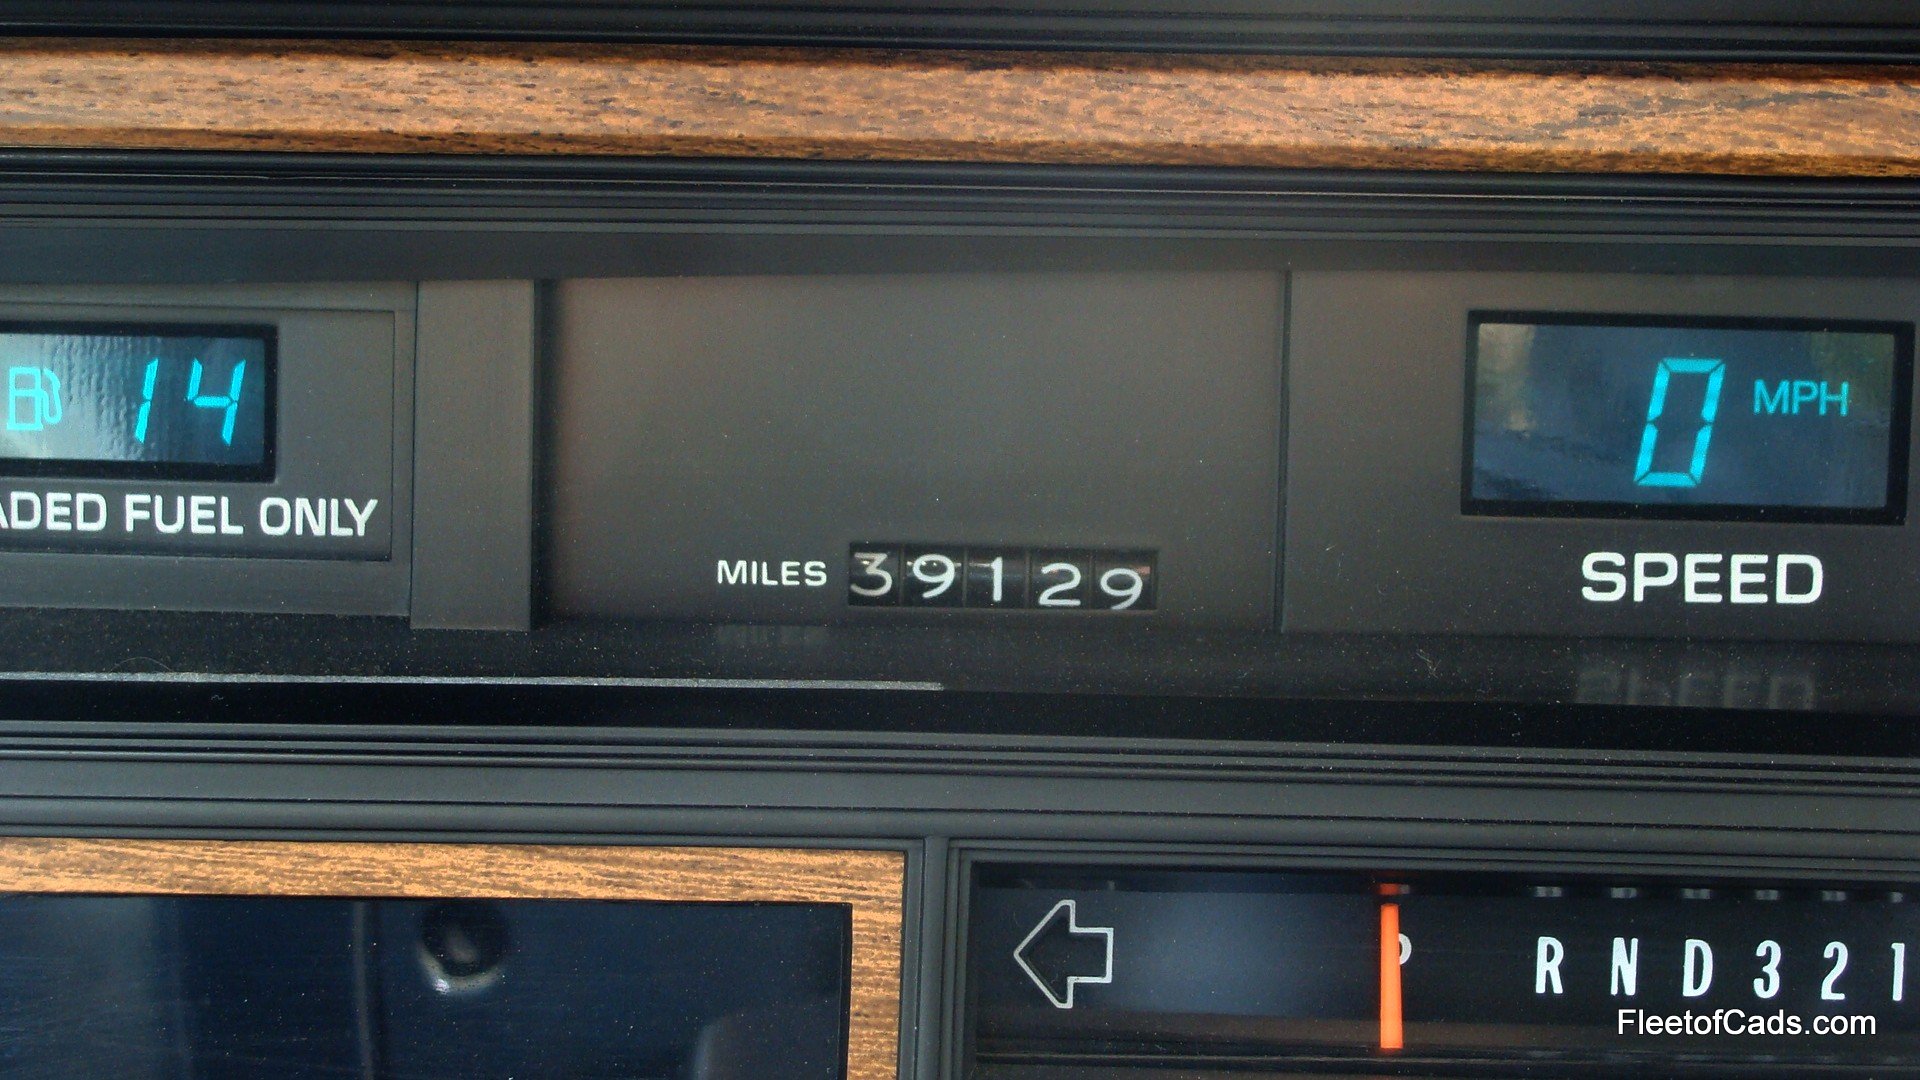 14
0 MPH
ADED FUEL ONLY
MILES 39129
SPEED
P R N D 3 2 1
FleetofCads.com